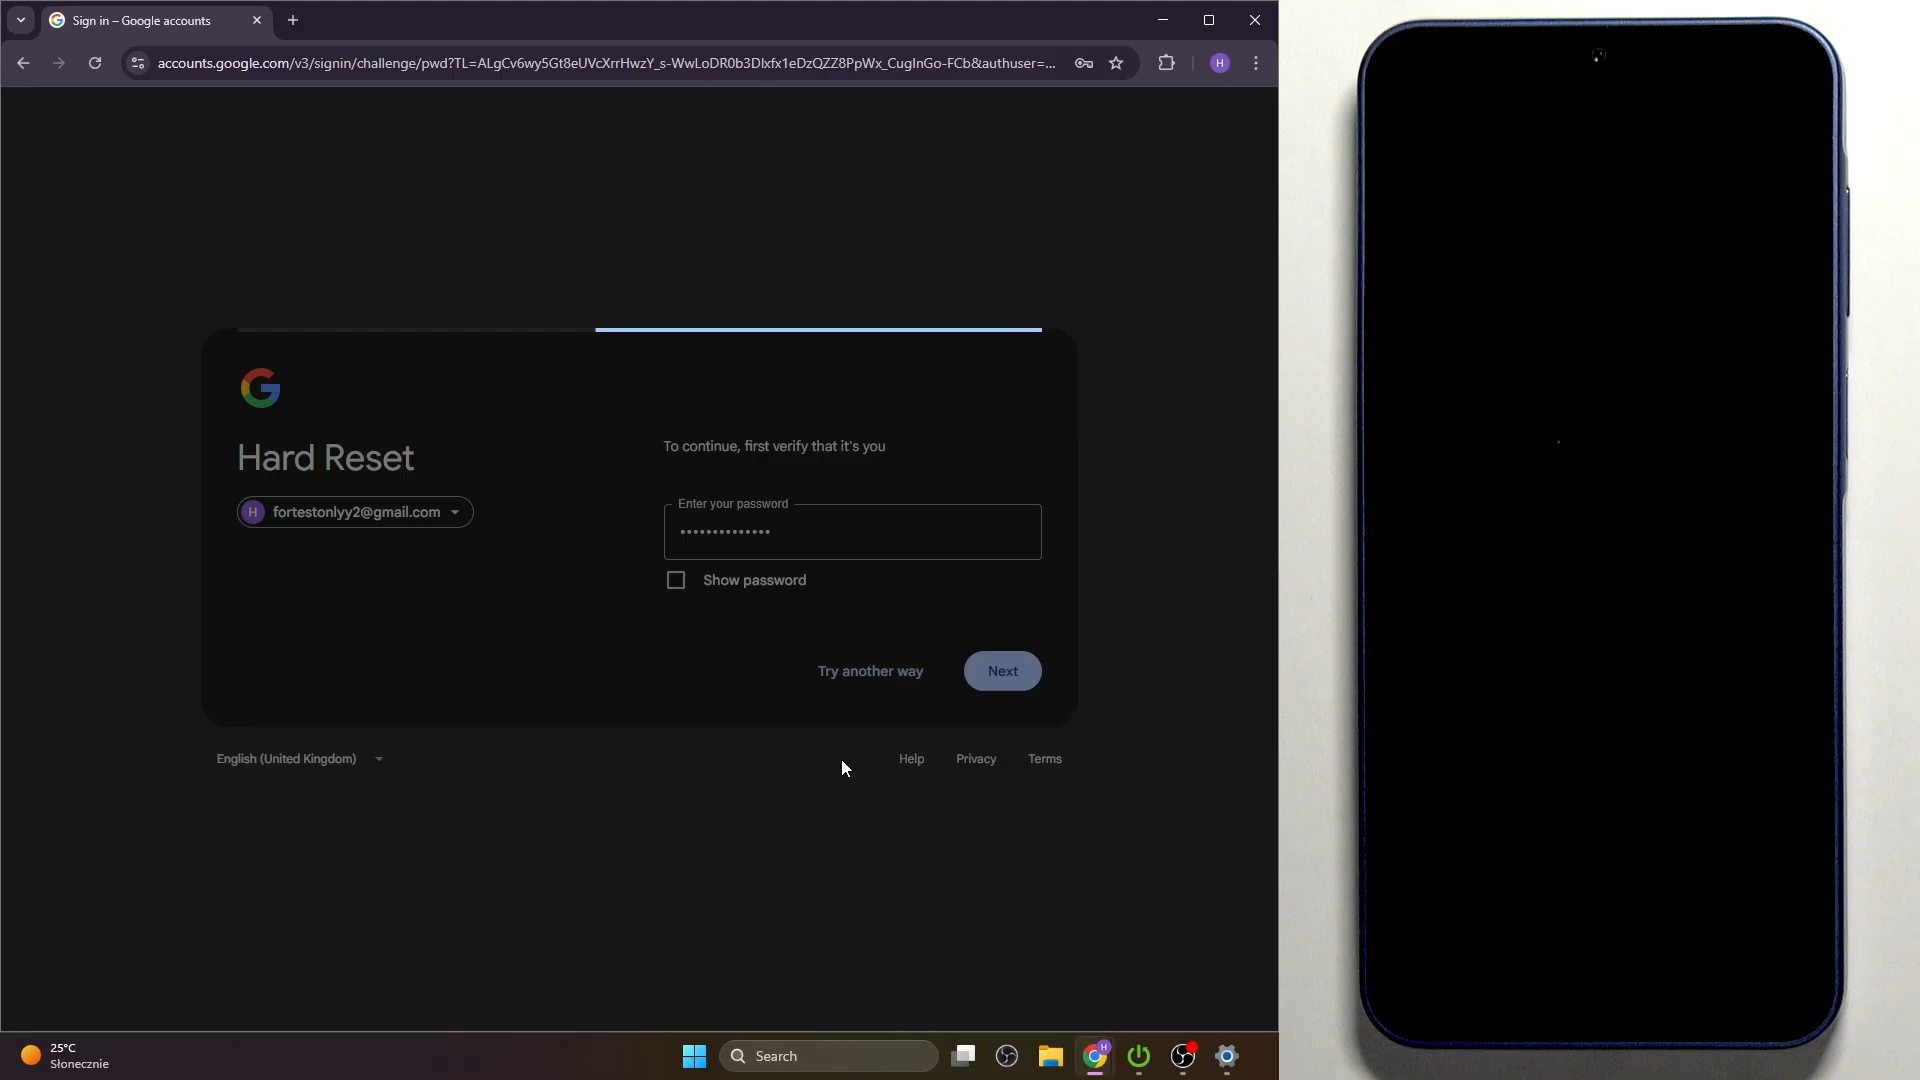 Sign in – Google accounts
accounts.google.com/v3/signin/challenge/pwd?TL=ALgCv6wy5Gt8eUVcXrrHwzY_s-WwLoDR0b3Dlxfx1eDzQZZ8PpWx_CugInGo-FCb&authuser=...
H
Hard Reset
H fortestonlyy2@gmail.com
To continue, first verify that it's you
Enter your password
••••••••••••••
Show password
Try another way
Next
English (United Kingdom)
Help
Privacy
Terms
25°C
Słonecznie
Search
H